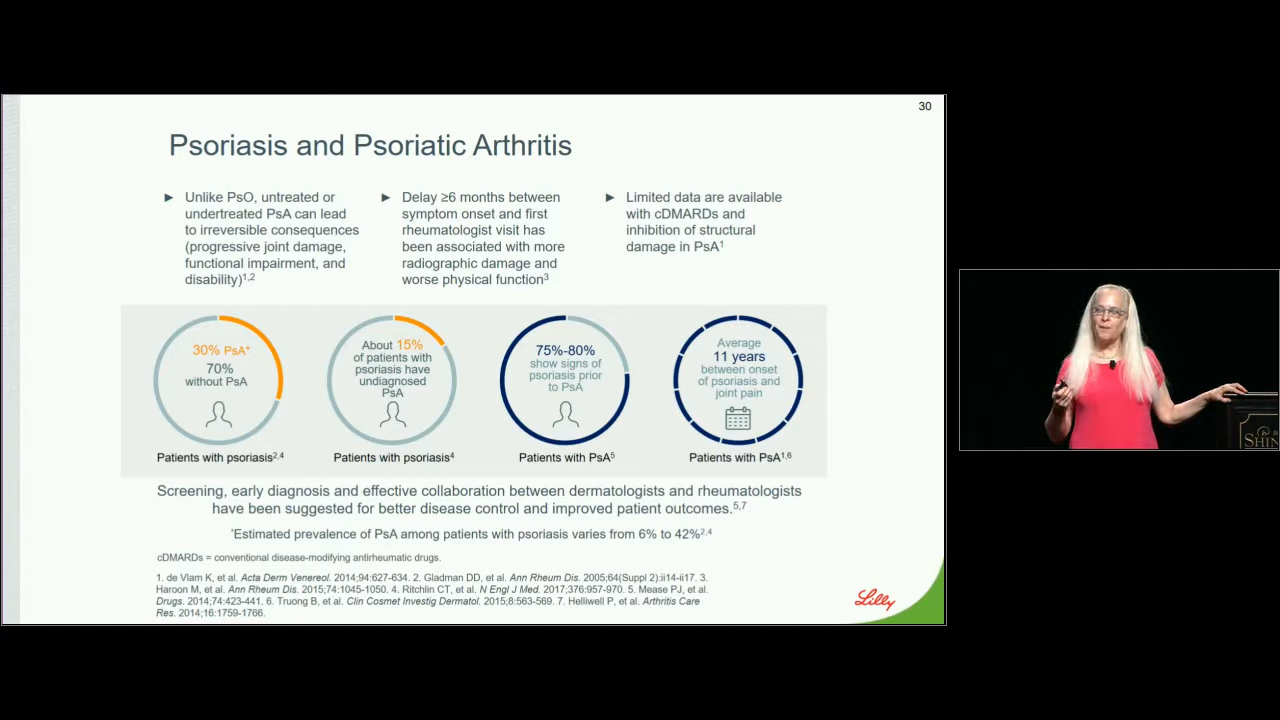 30
Psoriasis and Psoriatic Arthritis
► Unlike PsO, untreated or
undertreated PsA can lead
to irreversible consequences
(progressive joint damage,
functional impairment, and
disability)1,2
► Delay ≥6 months between
symptom onset and first
rheumatologist visit has
been associated with more
radiographic damage and
worse physical function3
► Limited data are available
with cDMARDs and
inhibition of structural
damage in PsA1
30% PsA*
70%
without PsA
Patients with psoriasis2,4
About 15%
of patients with
psoriasis have
undiagnosed
PsA
Patients with psoriasis4
75%-80%
show signs of
psoriasis prior
to PsA
Patients with PsA5
Average
11 years
between onset
of psoriasis and
joint pain
Patients with PsA1,6
Screening, early diagnosis and effective collaboration between dermatologists and rheumatologists
have been suggested for better disease control and improved patient outcomes.5,7
*Estimated prevalence of PsA among patients with psoriasis varies from 6% to 42%2,4
cDMARDs = conventional disease-modifying antirheumatic drugs.
1. de Vlam K, et al. Acta Derm Venereol. 2014;94:627-634. 2. Gladman DD, et al. Ann Rheum Dis. 2005;64(Suppl 2):ii14-ii17. 3.
Haroon M, et al. Ann Rheum Dis. 2015;74:1045-1050. 4. Ritchlin CT, et al. N Engl J Med. 2017;376:957-970. 5. Mease PJ, et al.
Drugs. 2014;74:423-441. 6. Truong B, et al. Clin Cosmet Investig Dermatol. 2015;8:563-569. 7. Helliwell P, et al. Arthritis Care
Res. 2014;16:1759-1766.
Lilly
SHIN